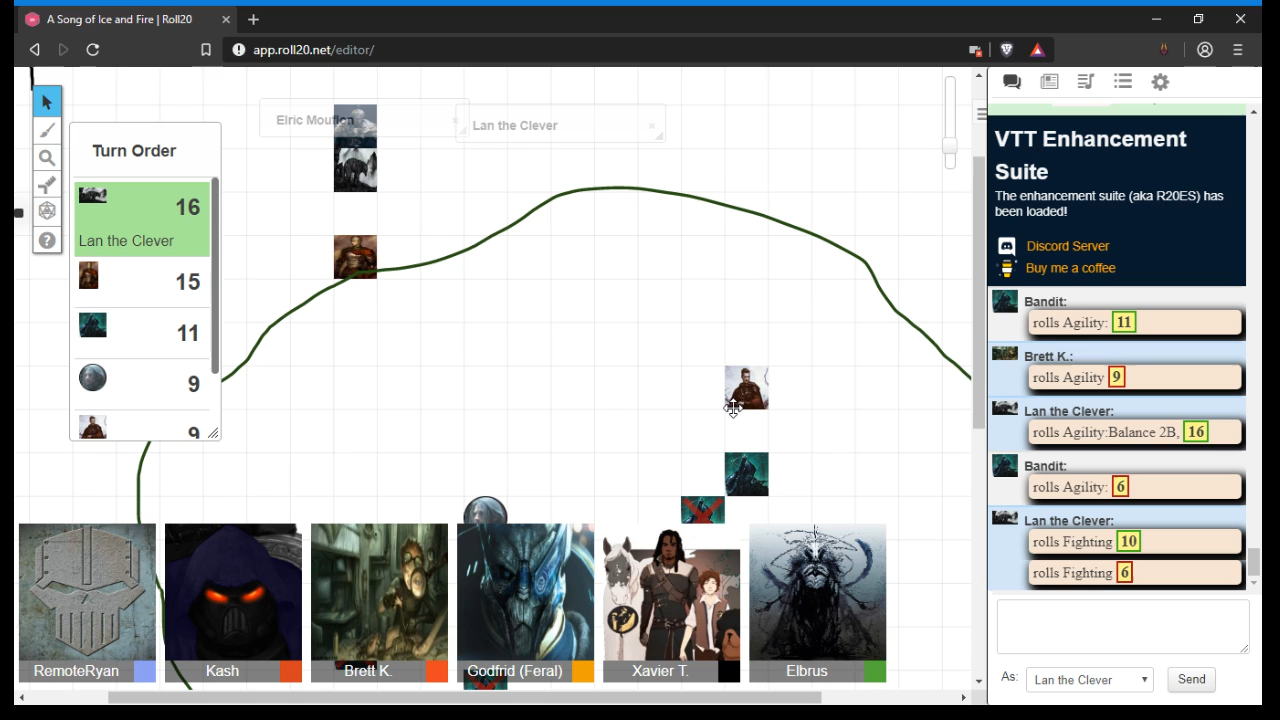 A Song of Ice and Fire | Roll20
app.roll20.net/editor/
Turn Order
16
Lan the Clever
15
11
9
9
Elric Mouflon
Lan the Clever
VTT Enhancement
Suite
The enhancement suite (aka R20ES) has
been loaded!
Discord Server
Buy me a coffee
Bandit:
rolls Agility: 11
Brett K.:
rolls Agility 9
Lan the Clever:
rolls Agility:Balance 2B, 16
Bandit:
rolls Agility: 6
Lan the Clever:
rolls Fighting 10
rolls Fighting 6
As: Lan the Clever Send
RemoteRyan
Kash
Brett K.
Godfrid (Feral)
Xavier T.
Elbrus